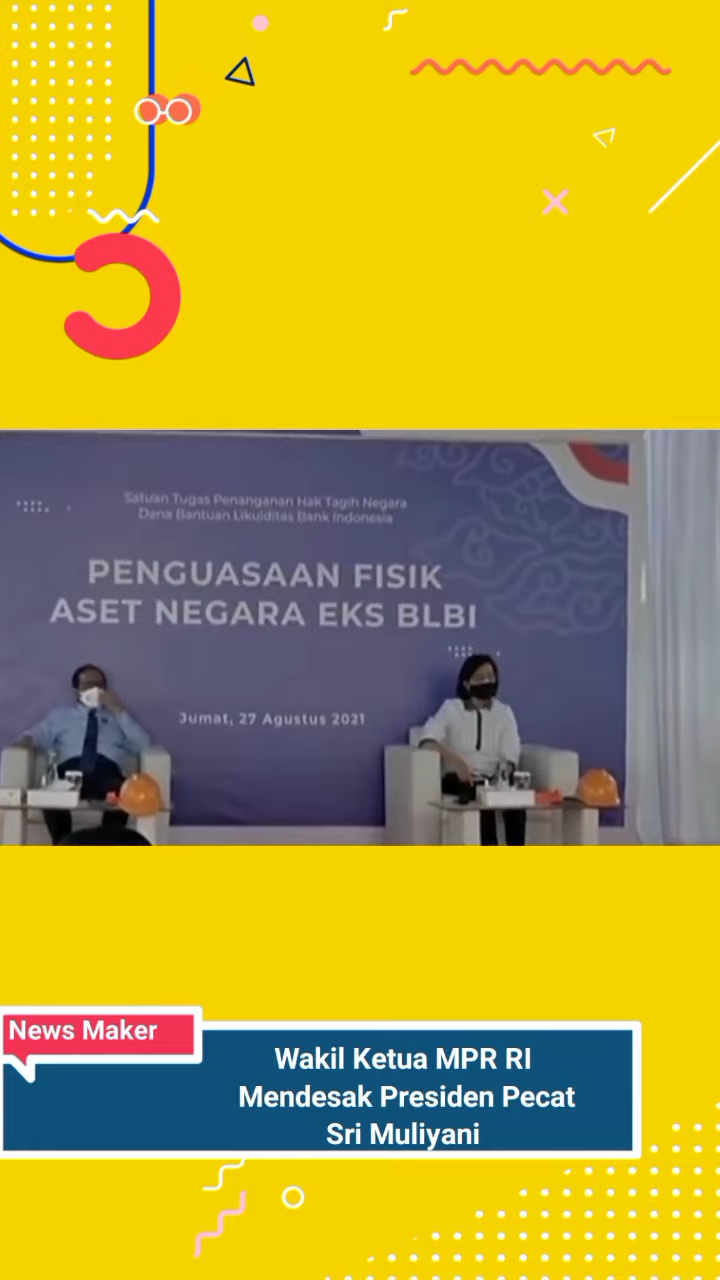 Satuan Tugas Penanganan Hak Tagih Negara
Dana Bantuan Likuiditas Bank Indonesia
PENGUASAAN FISIK
ASET NEGARA EKS BLBI
Jumat, 27 Agustus 2021
News Maker
Wakil Ketua MPR RI
Mendesak Presiden Pecat
Sri Muliyani